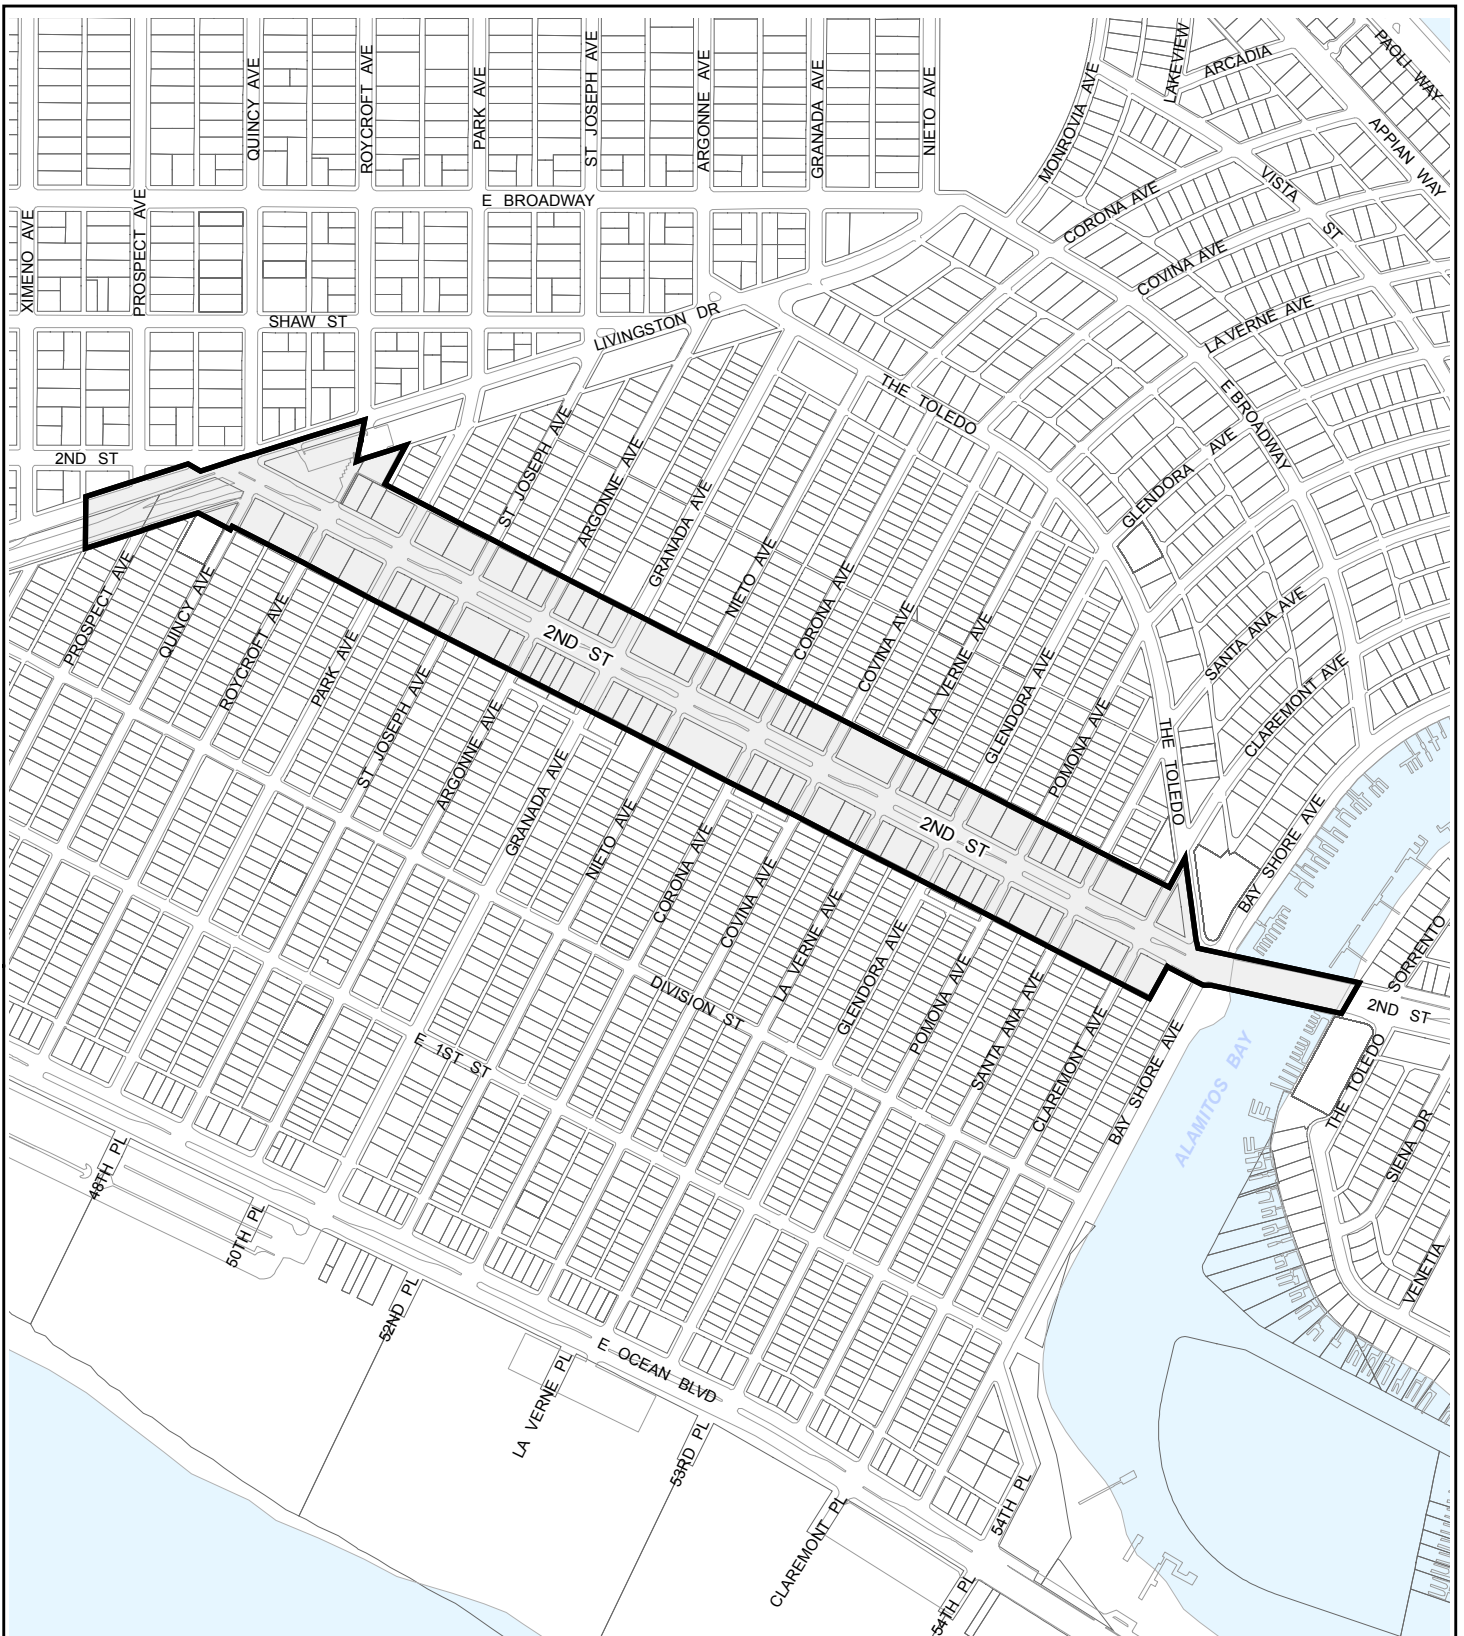 QUINCY AVE
ROYCROFT AVE
PARK AVE
ST JOSEPH AVE
ARGONNE AVE
GRANADA AVE
NIETO AVE
MONROVIA AVE
LAKEVIEW
ARCADIA
PAOLI WAY
APPIAN WAY
VISTA ST
XIMENO AVE
PROSPECT AVE
E BROADWAY
CORONA AVE
COVINA AVE
LA VERNE AVE
SHAW ST
LIVINGSTON DR
THE TOLEDO
E BROADWAY
GLENDORA AVE
2ND ST
ST JOSEPH AVE
ARGONNE AVE
GRANADA AVE
NIETO AVE
CORONA AVE
COVINA AVE
LA VERNE AVE
GLENDORA AVE
POMONA AVE
THE TOLEDO
SANTA ANA AVE
CLAREMONT AVE
BAY SHORE AVE
PROSPECT AVE
QUINCY AVE
ROYCROFT AVE
PARK AVE
ST JOSEPH AVE
ARGONNE AVE
GRANADA AVE
NIETO AVE
CORONA AVE
COVINA AVE
LA VERNE AVE
GLENDORA AVE
POMONA AVE
SANTA ANA AVE
CLAREMONT AVE
BAY SHORE AVE
2ND ST
2ND ST
SORRENTO
2ND ST
THE TOLEDO
SIENA DR
VENETIA
ALAMITOS BAY
DIVISION ST
E 1ST ST
48TH PL
50TH PL
52ND PL
LA VERNE PL
E OCEAN BLVD
53RD PL
CLAREMONT PL
54TH PL
54TH PL